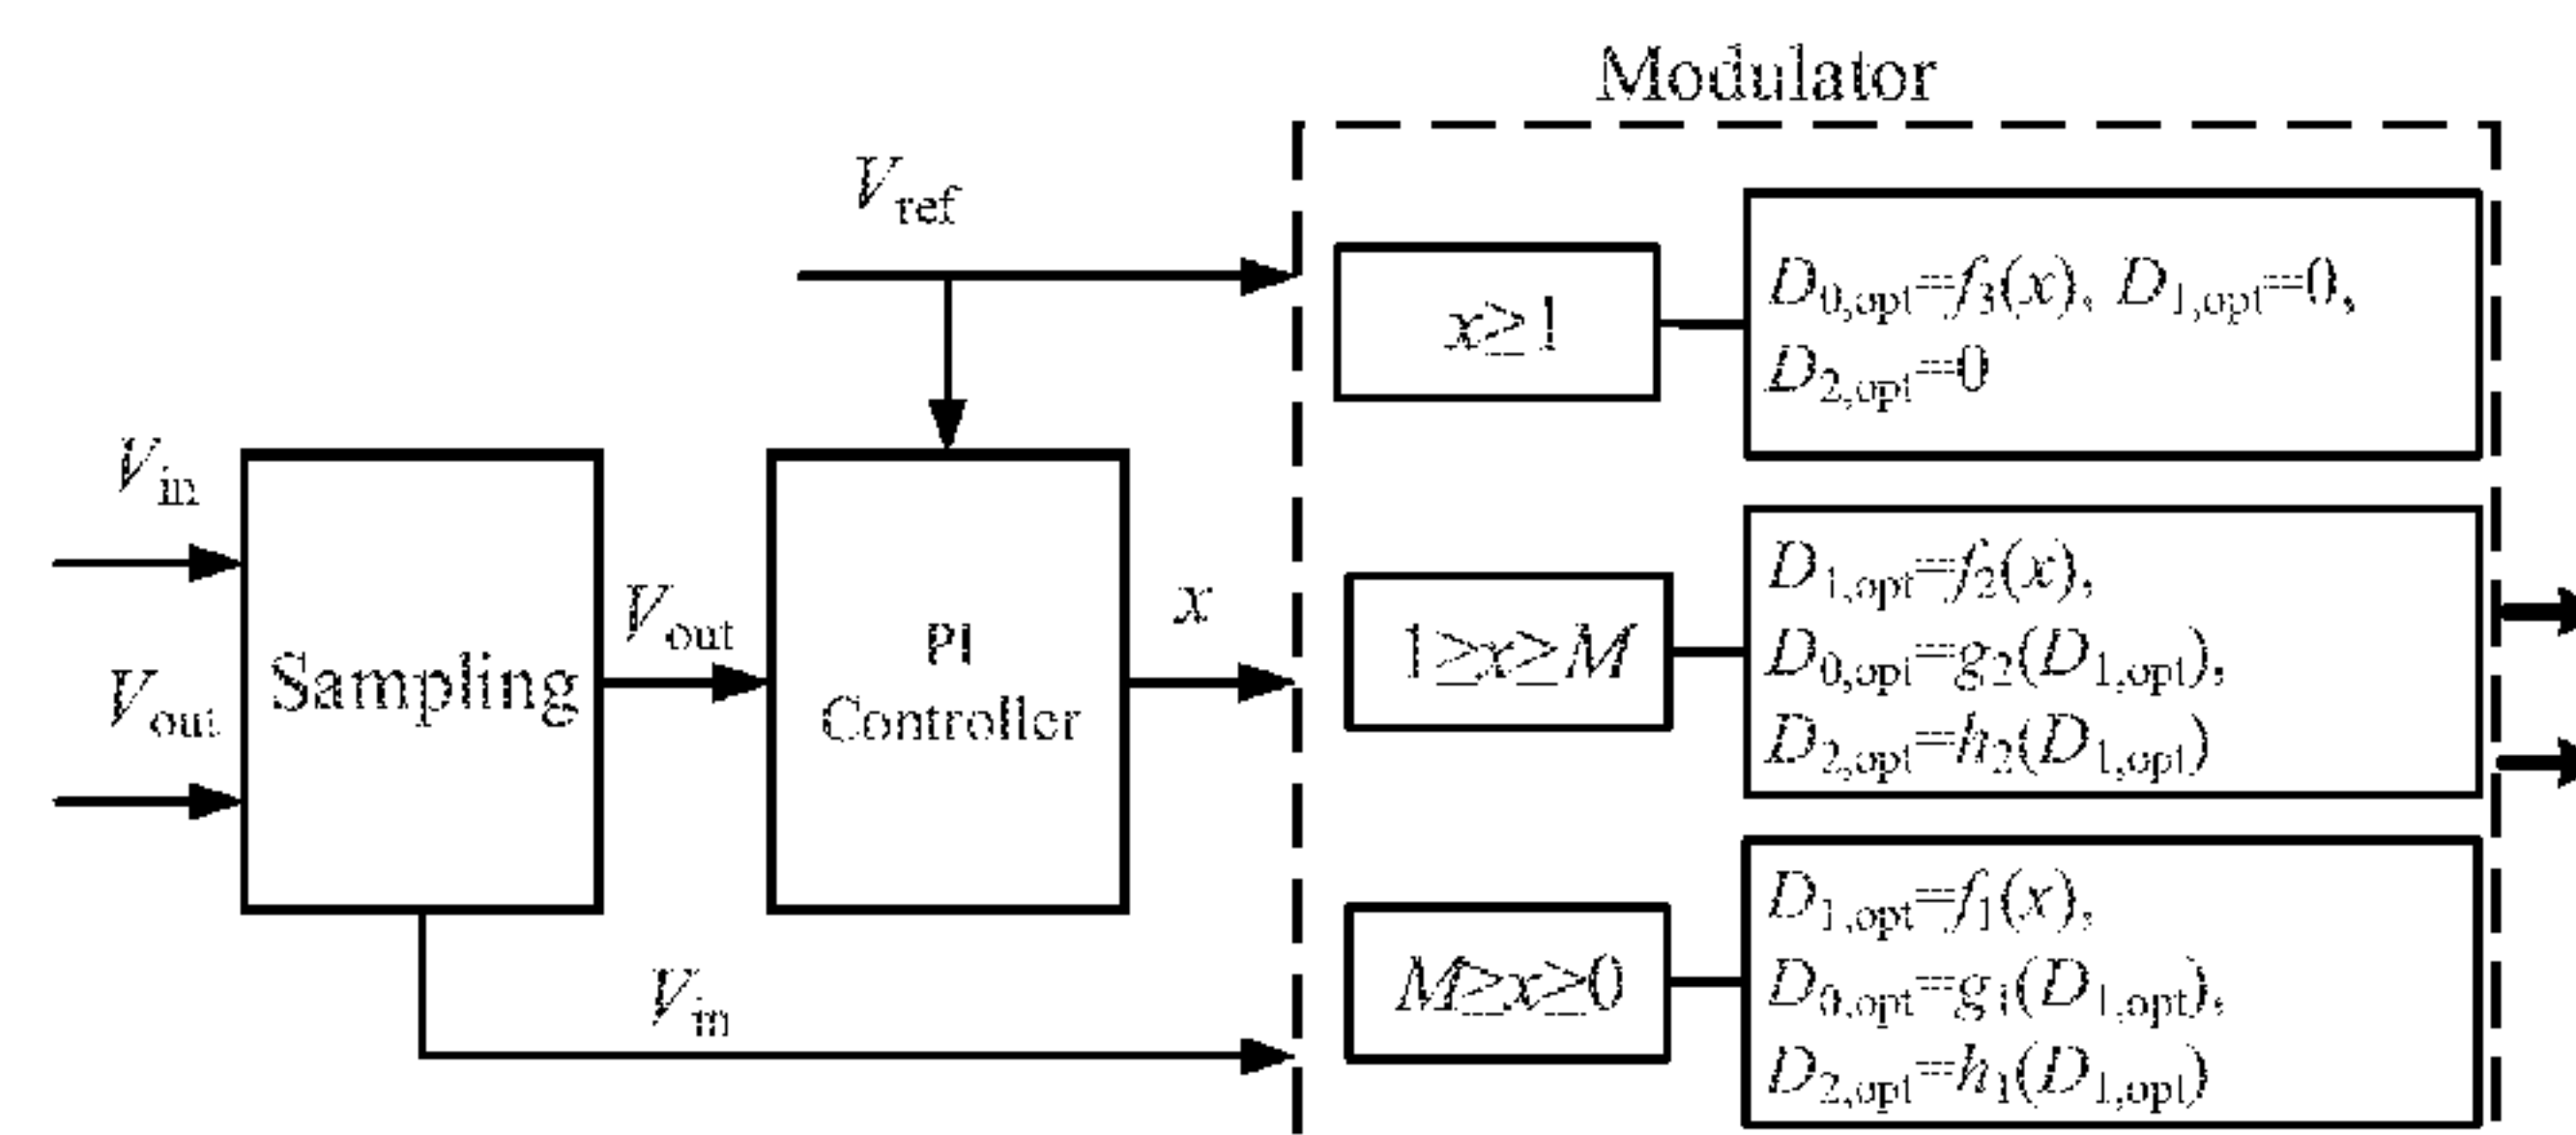 Modulator
V_ref
x≥1
D_0,opt=f_3(x), D_1,opt=0,
D_2,opt=0
V_in
V_out
Sampling
V_out
PI
Controller
x
1≥x≥M
D_1,opt=f_2(x),
D_0,opt=g_2(D_1,opt),
D_2,opt=h_2(D_1,opt)
V_in
M≥x≥0
D_1,opt=f_1(x),
D_0,opt=g_1(D_1,opt),
D_2,opt=h_1(D_1,opt)